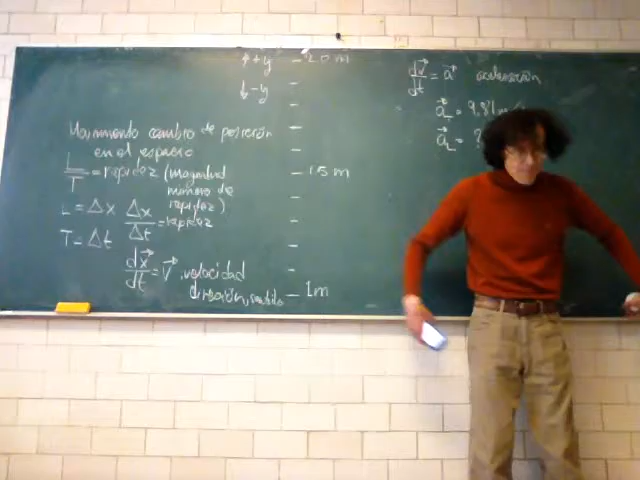 ↑+y
↓-y
Movimiento cambio de posición
en el espacio
L/T = rapidez (magnitud
número de
rapidez)
L = Δx Δx/Δt = rapidez
T = Δt
dx⃗/dt = v⃗ velocidad
dirección, sentido
2.0 m
1.5 m
1m
dv⃗/dt = a⃗ aceleración
a⃗L = 9.81m/
a⃗L = ?